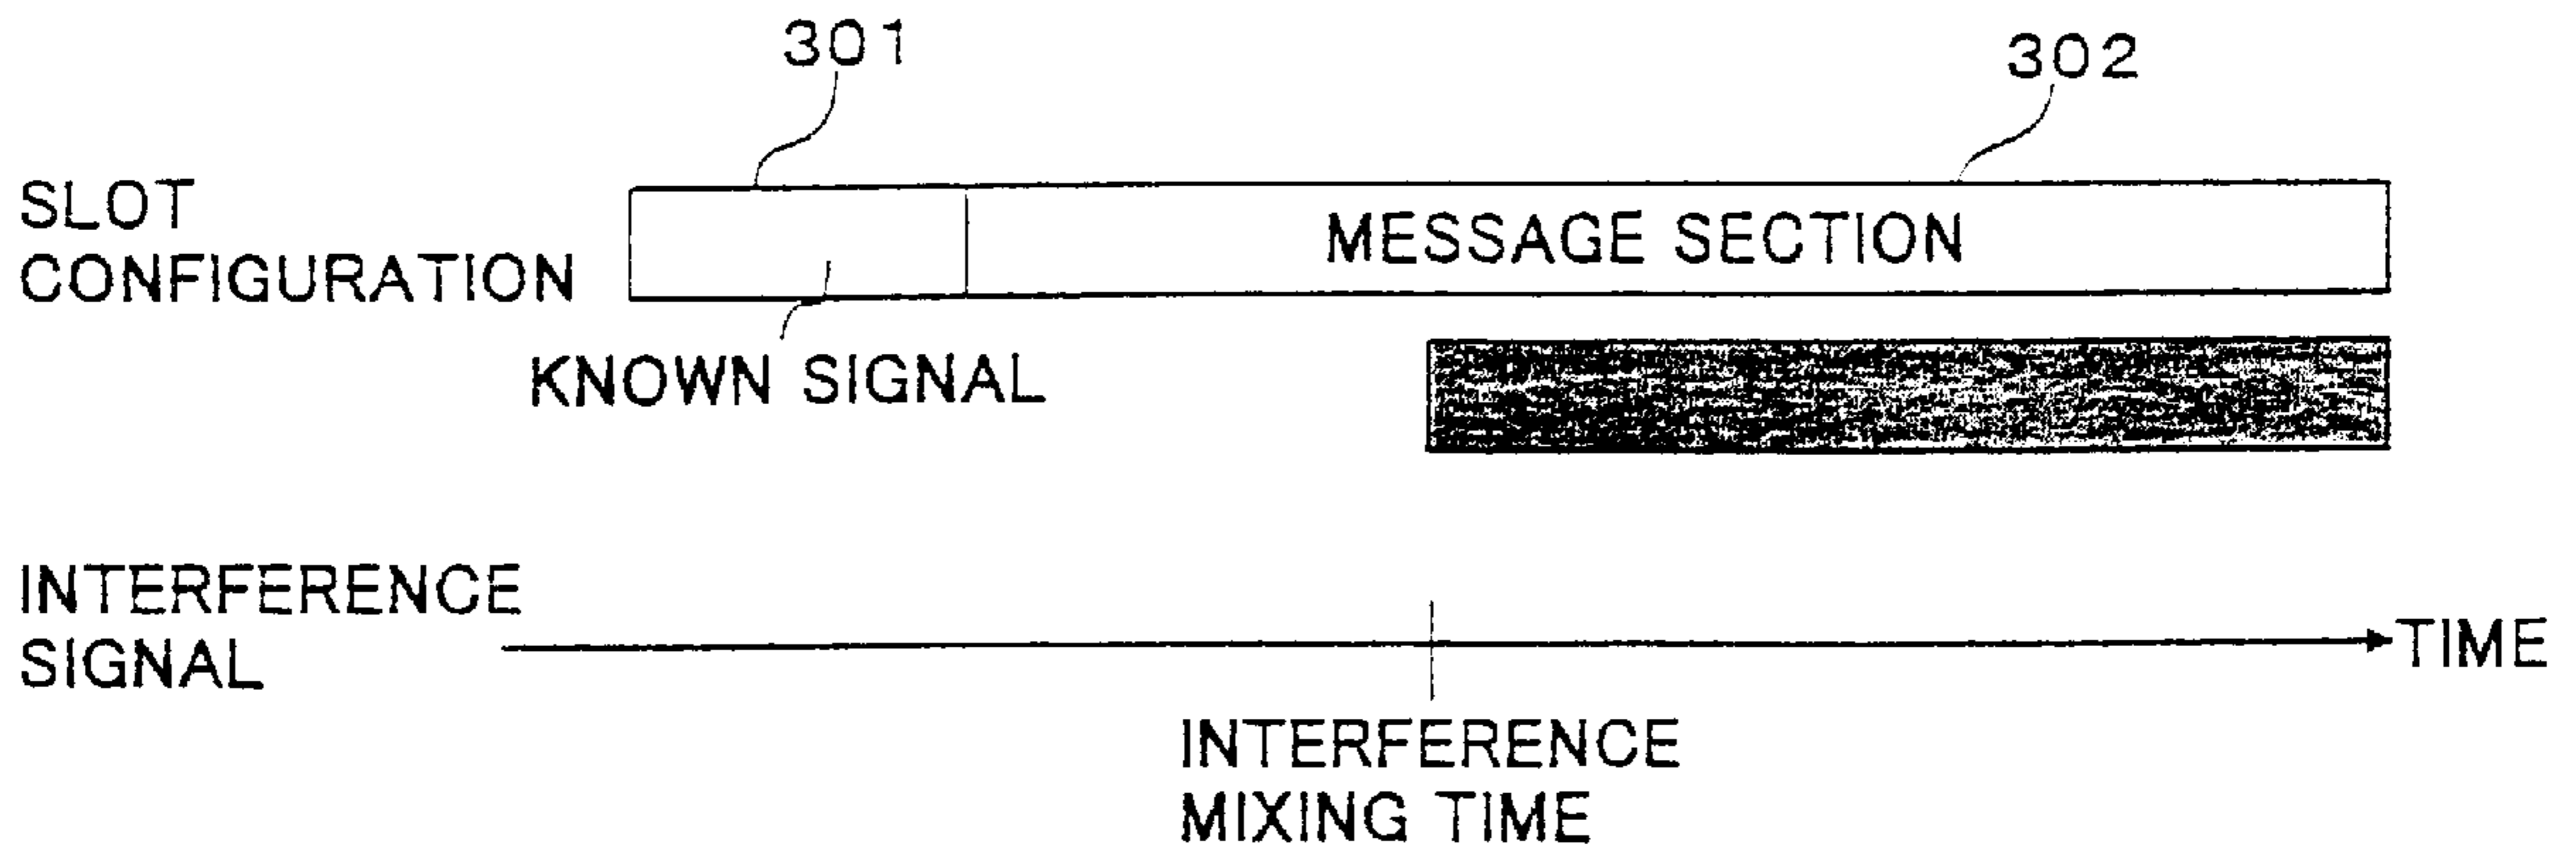 301
302
SLOT
CONFIGURATION
MESSAGE SECTION
KNOWN SIGNAL
INTERFERENCE
SIGNAL
TIME
INTERFERENCE
MIXING TIME